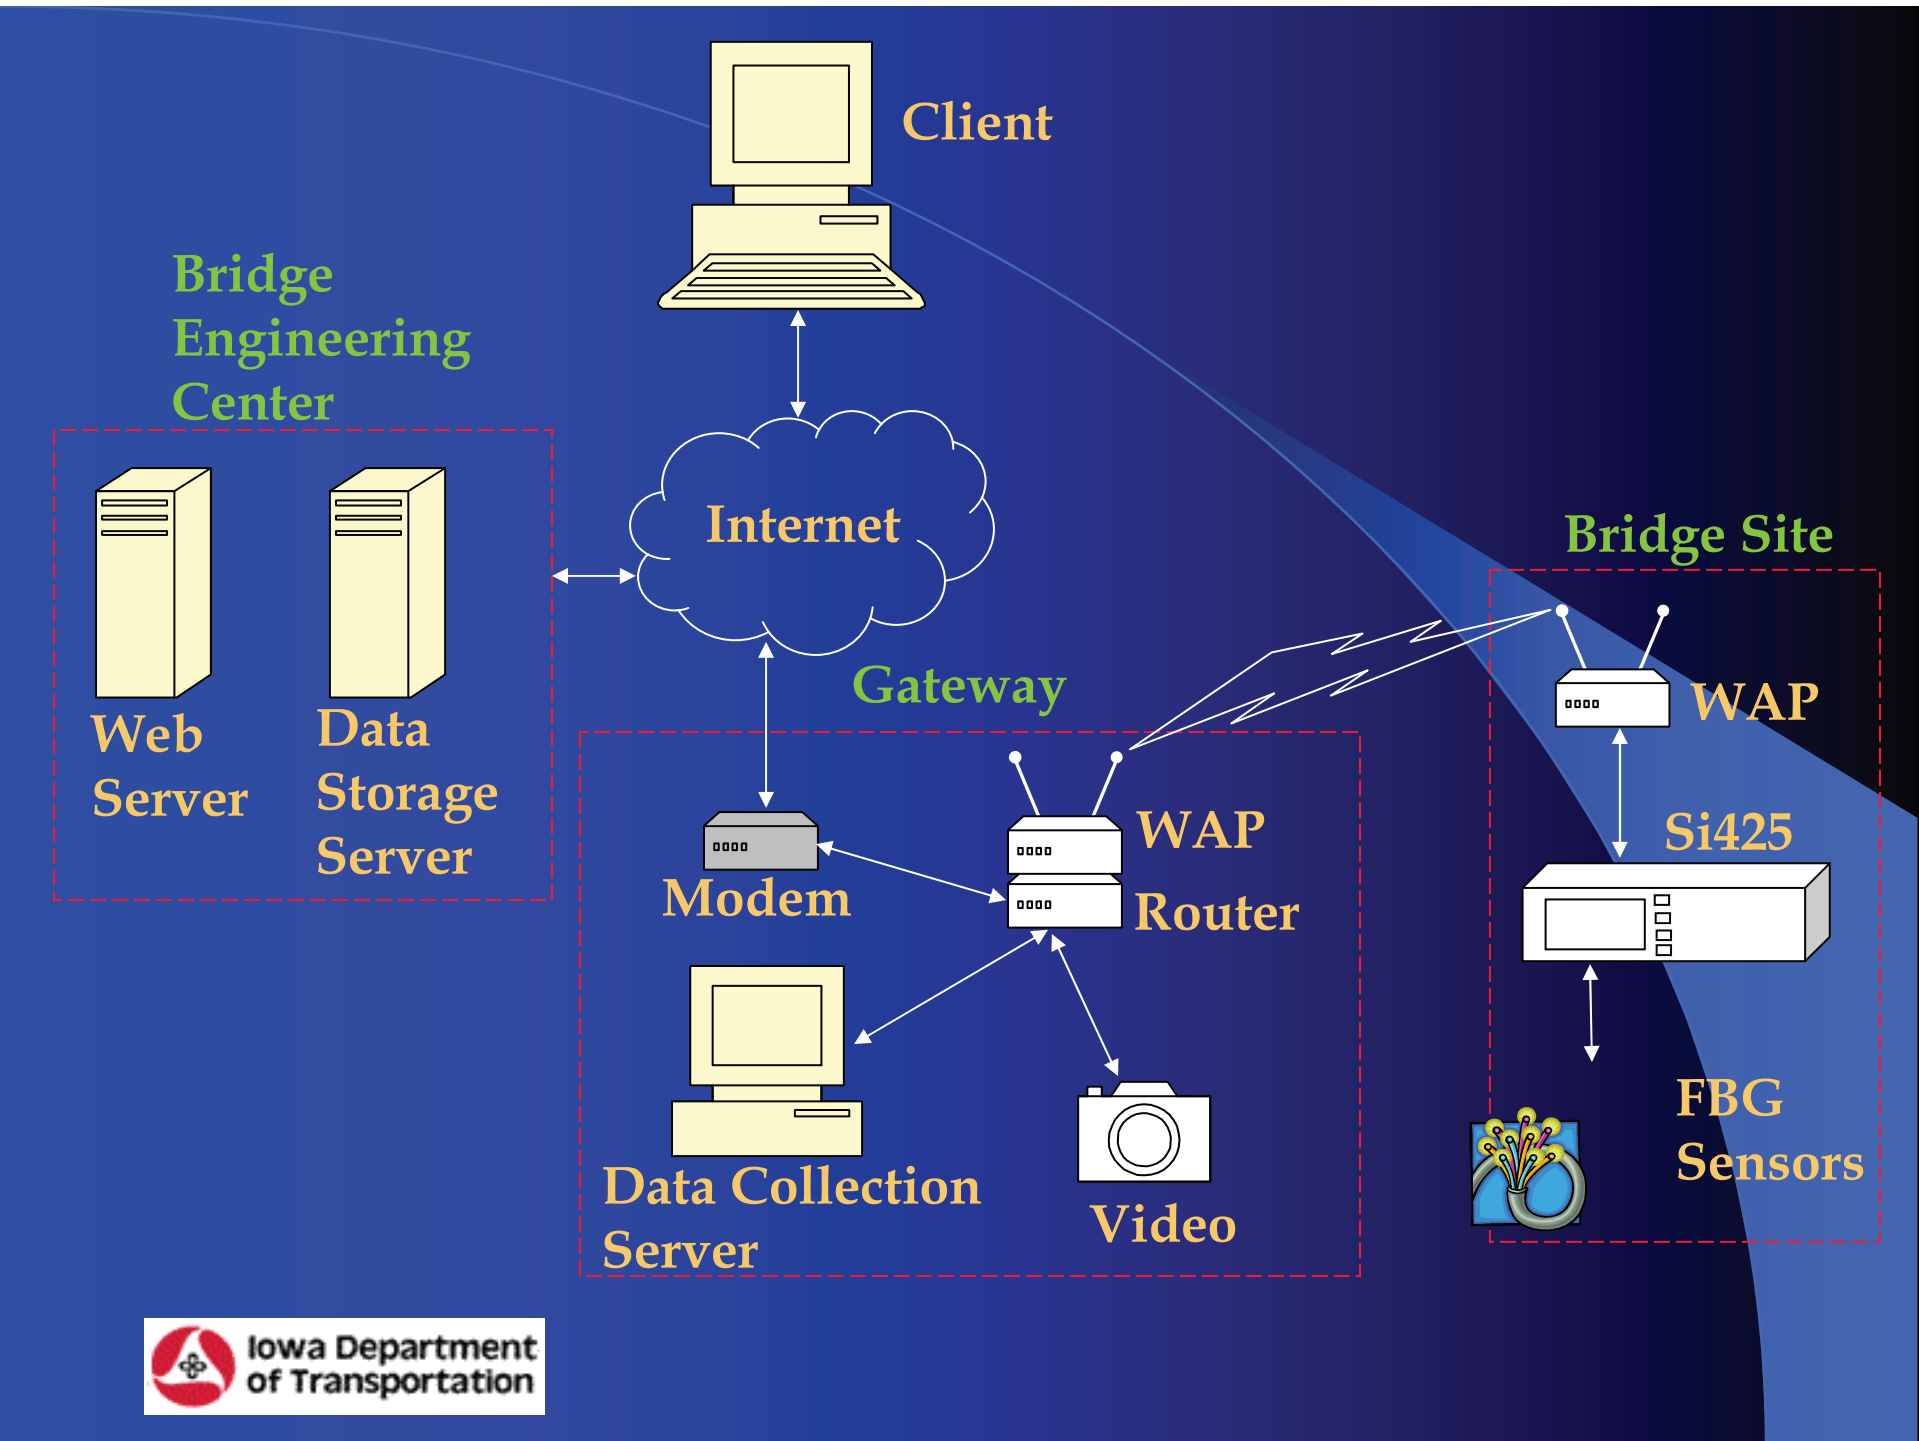 Client
Bridge
Engineering
Center
Internet
Bridge Site
Web
Server
Data
Storage
Server
Gateway
WAP
Modem
WAP
Router
Si425
Data Collection
Server
Video
FBG
Sensors
Iowa Department
of Transportation